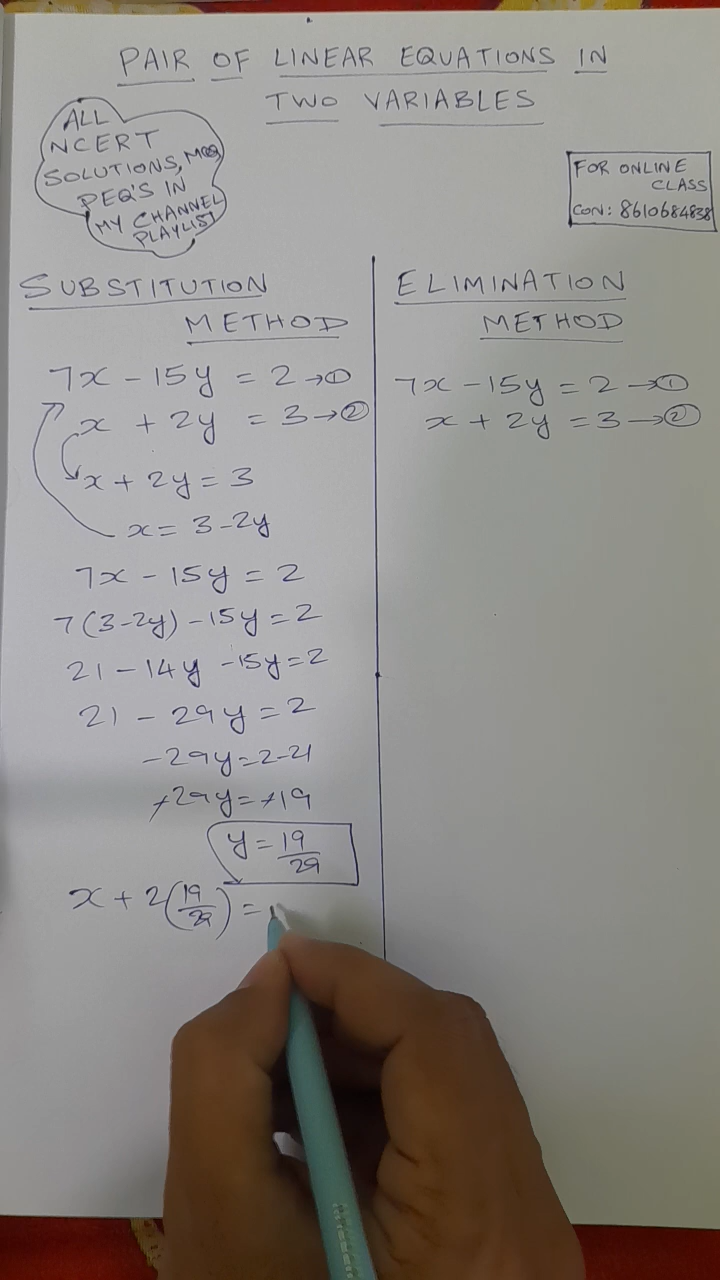 PAIR OF LINEAR EQUATIONS IN
TWO VARIABLES
ALL
NCERT
SOLUTIONS, MCQ
PEQ'S IN
MY CHANNEL
PLAYLIST
FOR ONLINE
CLASS
CON: 8610684838
SUBSTITUTION
METHOD
7x - 15y = 2 → ①
x + 2y = 3 → ②
x + 2y = 3
x = 3 - 2y
7x - 15y = 2
7(3-2y) - 15y = 2
21 - 14y - 15y = 2
21 - 29y = 2
-29y = 2-21
-29y = -19
y = 19/29
x + 2(19/29) =
ELIMINATION
METHOD
7x - 15y = 2 → ①
x + 2y = 3 → ②